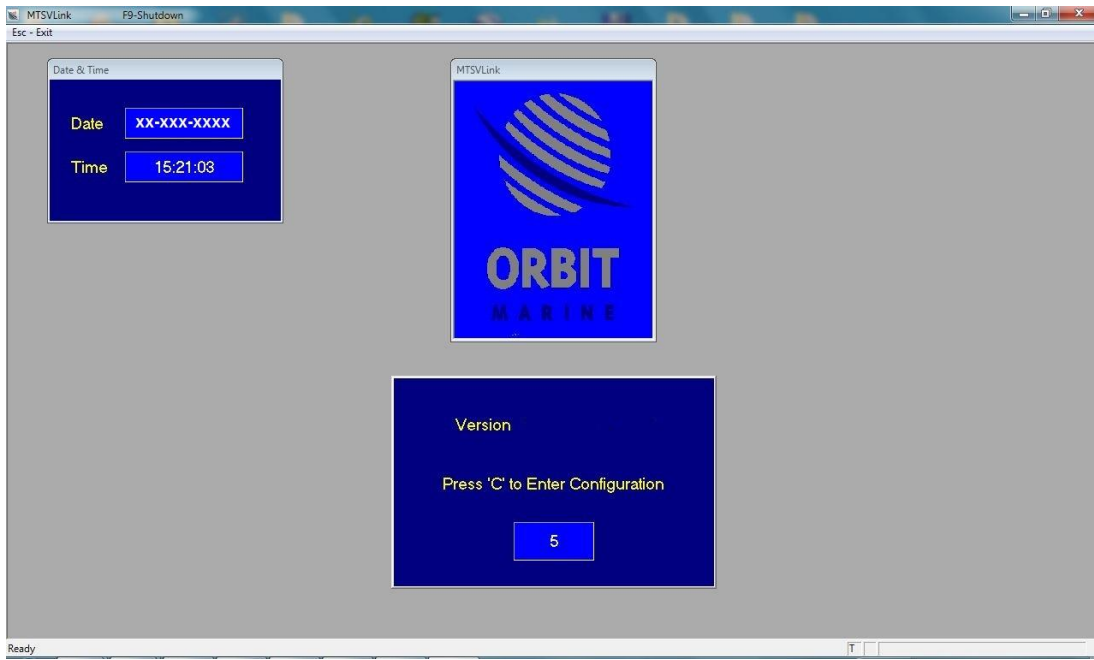 MTSVLink F9-Shutdown
Esc - Exit
Date & Time
Date XX-XXX-XXXX
Time 15:21:03
MTSVLink
ORBIT
MARINE
Version
Press 'C' to Enter Configuration
5
Ready T